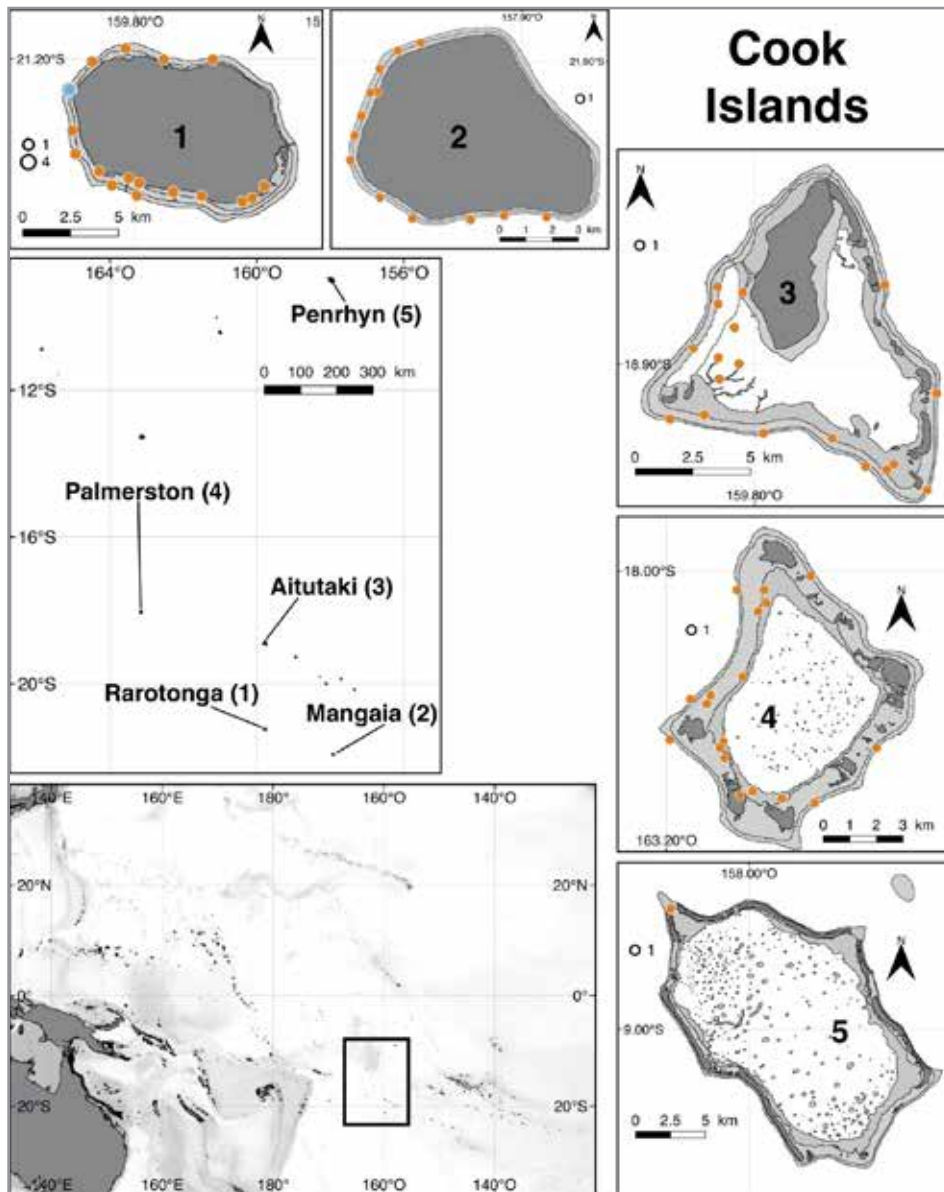 Cook
Islands
159.80°O
15
N
21.20°S
1
1
4
0 2.5 5 km
157.90°O
N
21.90°S
1
2
0 1 2 3 km
N
1
3
18.90°S
0 2.5 5 km
159.80°O
164°O 160°O 156°O
Penrhyn (5)
0 100 200 300 km
12°S
Palmerston (4)
16°S
Aitutaki (3)
20°S
Rarotonga (1)
Mangaia (2)
18.00°S
N
1
4
0 1 2 3 km
163.20°O
140°E 160°E 180° 160°O 140°O
20°N 20°N
0° 0°
20°S 20°S
140°E 160°E 180° 160°O 140°O
158.00°O
N
1
9.00°S
5
0 2.5 5 km